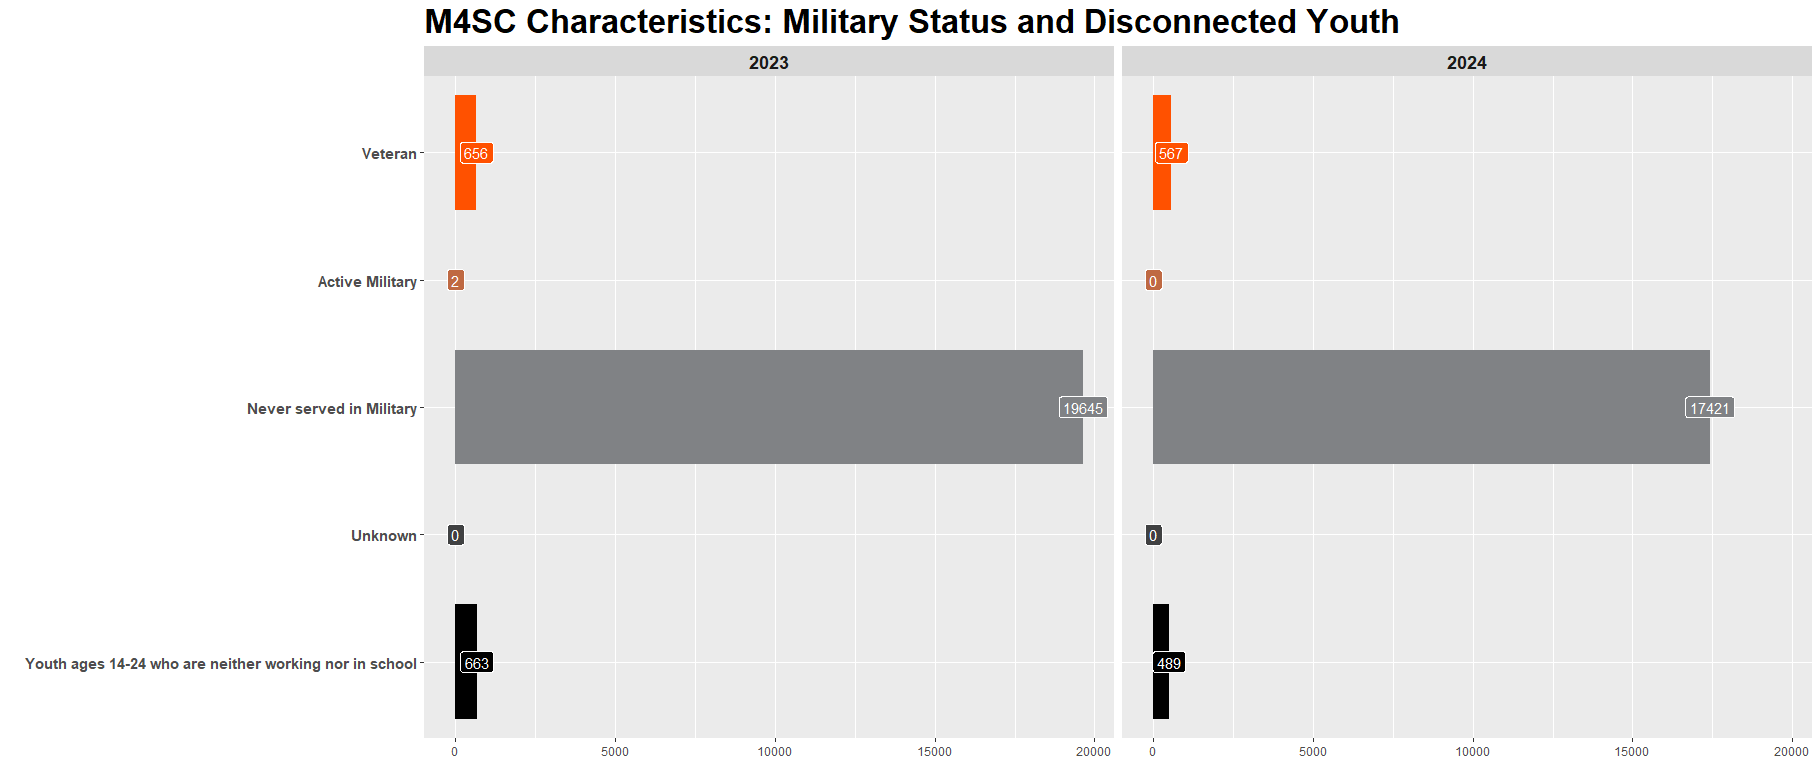 M4SC Characteristics: Military Status and Disconnected Youth
2023
2024
Veteran
656
567
Active Military
2
0
Never served in Military
19645
17421
Unknown
0
0
Youth ages 14-24 who are neither working nor in school
663
489
0 5000 10000 15000 20000
0 5000 10000 15000 20000